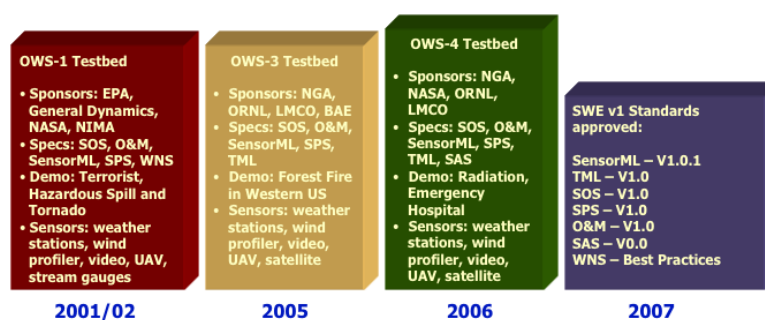 OWS-1 Testbed
• Sponsors: EPA,
General Dynamics,
NASA, NIMA
• Specs: SOS, O&M,
SensorML, SPS, WNS
• Demo: Terrorist,
Hazardous Spill and
Tornado
• Sensors: weather
stations, wind
profiler, video, UAV,
stream gauges
2001/02
OWS-3 Testbed
• Sponsors: NGA,
ORNL, LMCO, BAE
• Specs: SOS, O&M,
SensorML, SPS,
TML
• Demo: Forest Fire
in Western US
• Sensors: weather
stations, wind
profiler, video,
UAV, satellite
2005
OWS-4 Testbed
• Sponsors: NGA,
NASA, ORNL,
LMCO
• Specs: SOS, O&M,
SensorML, SPS,
TML, SAS
• Demo: Radiation,
Emergency
Hospital
• Sensors: weather
stations, wind
profiler, video,
UAV, satellite
2006
SWE v1 Standards
approved:
SensorML – V1.0.1
TML – V1.0
SOS – V1.0
SPS – V1.0
O&M – V1.0
SAS – V0.0
WNS – Best Practices
2007